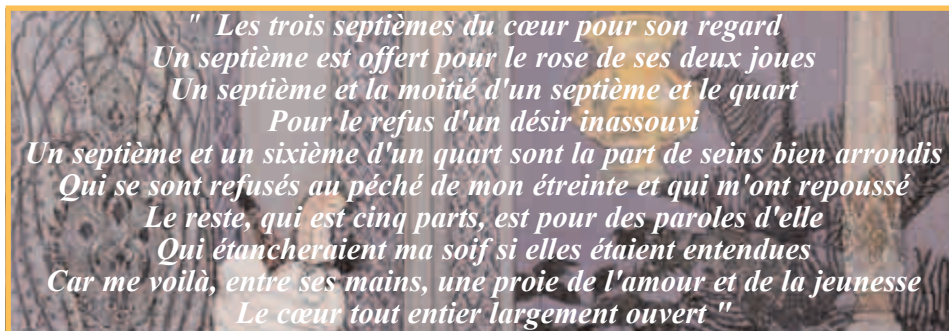 " Les trois septièmes du cœur pour son regard
Un septième est offert pour le rose de ses deux joues
Un septième et la moitié d'un septième et le quart
Pour le refus d'un désir inassouvi
Un septième et un sixième d'un quart sont la part de seins bien arrondis
Qui se sont refusés au péché de mon étreinte et qui m'ont repoussé
Le reste, qui est cinq parts, est pour des paroles d'elle
Qui étancheraient ma soif si elles étaient entendues
Car me voilà, entre ses mains, une proie de l'amour et de la jeunesse
Le cœur tout entier largement ouvert "